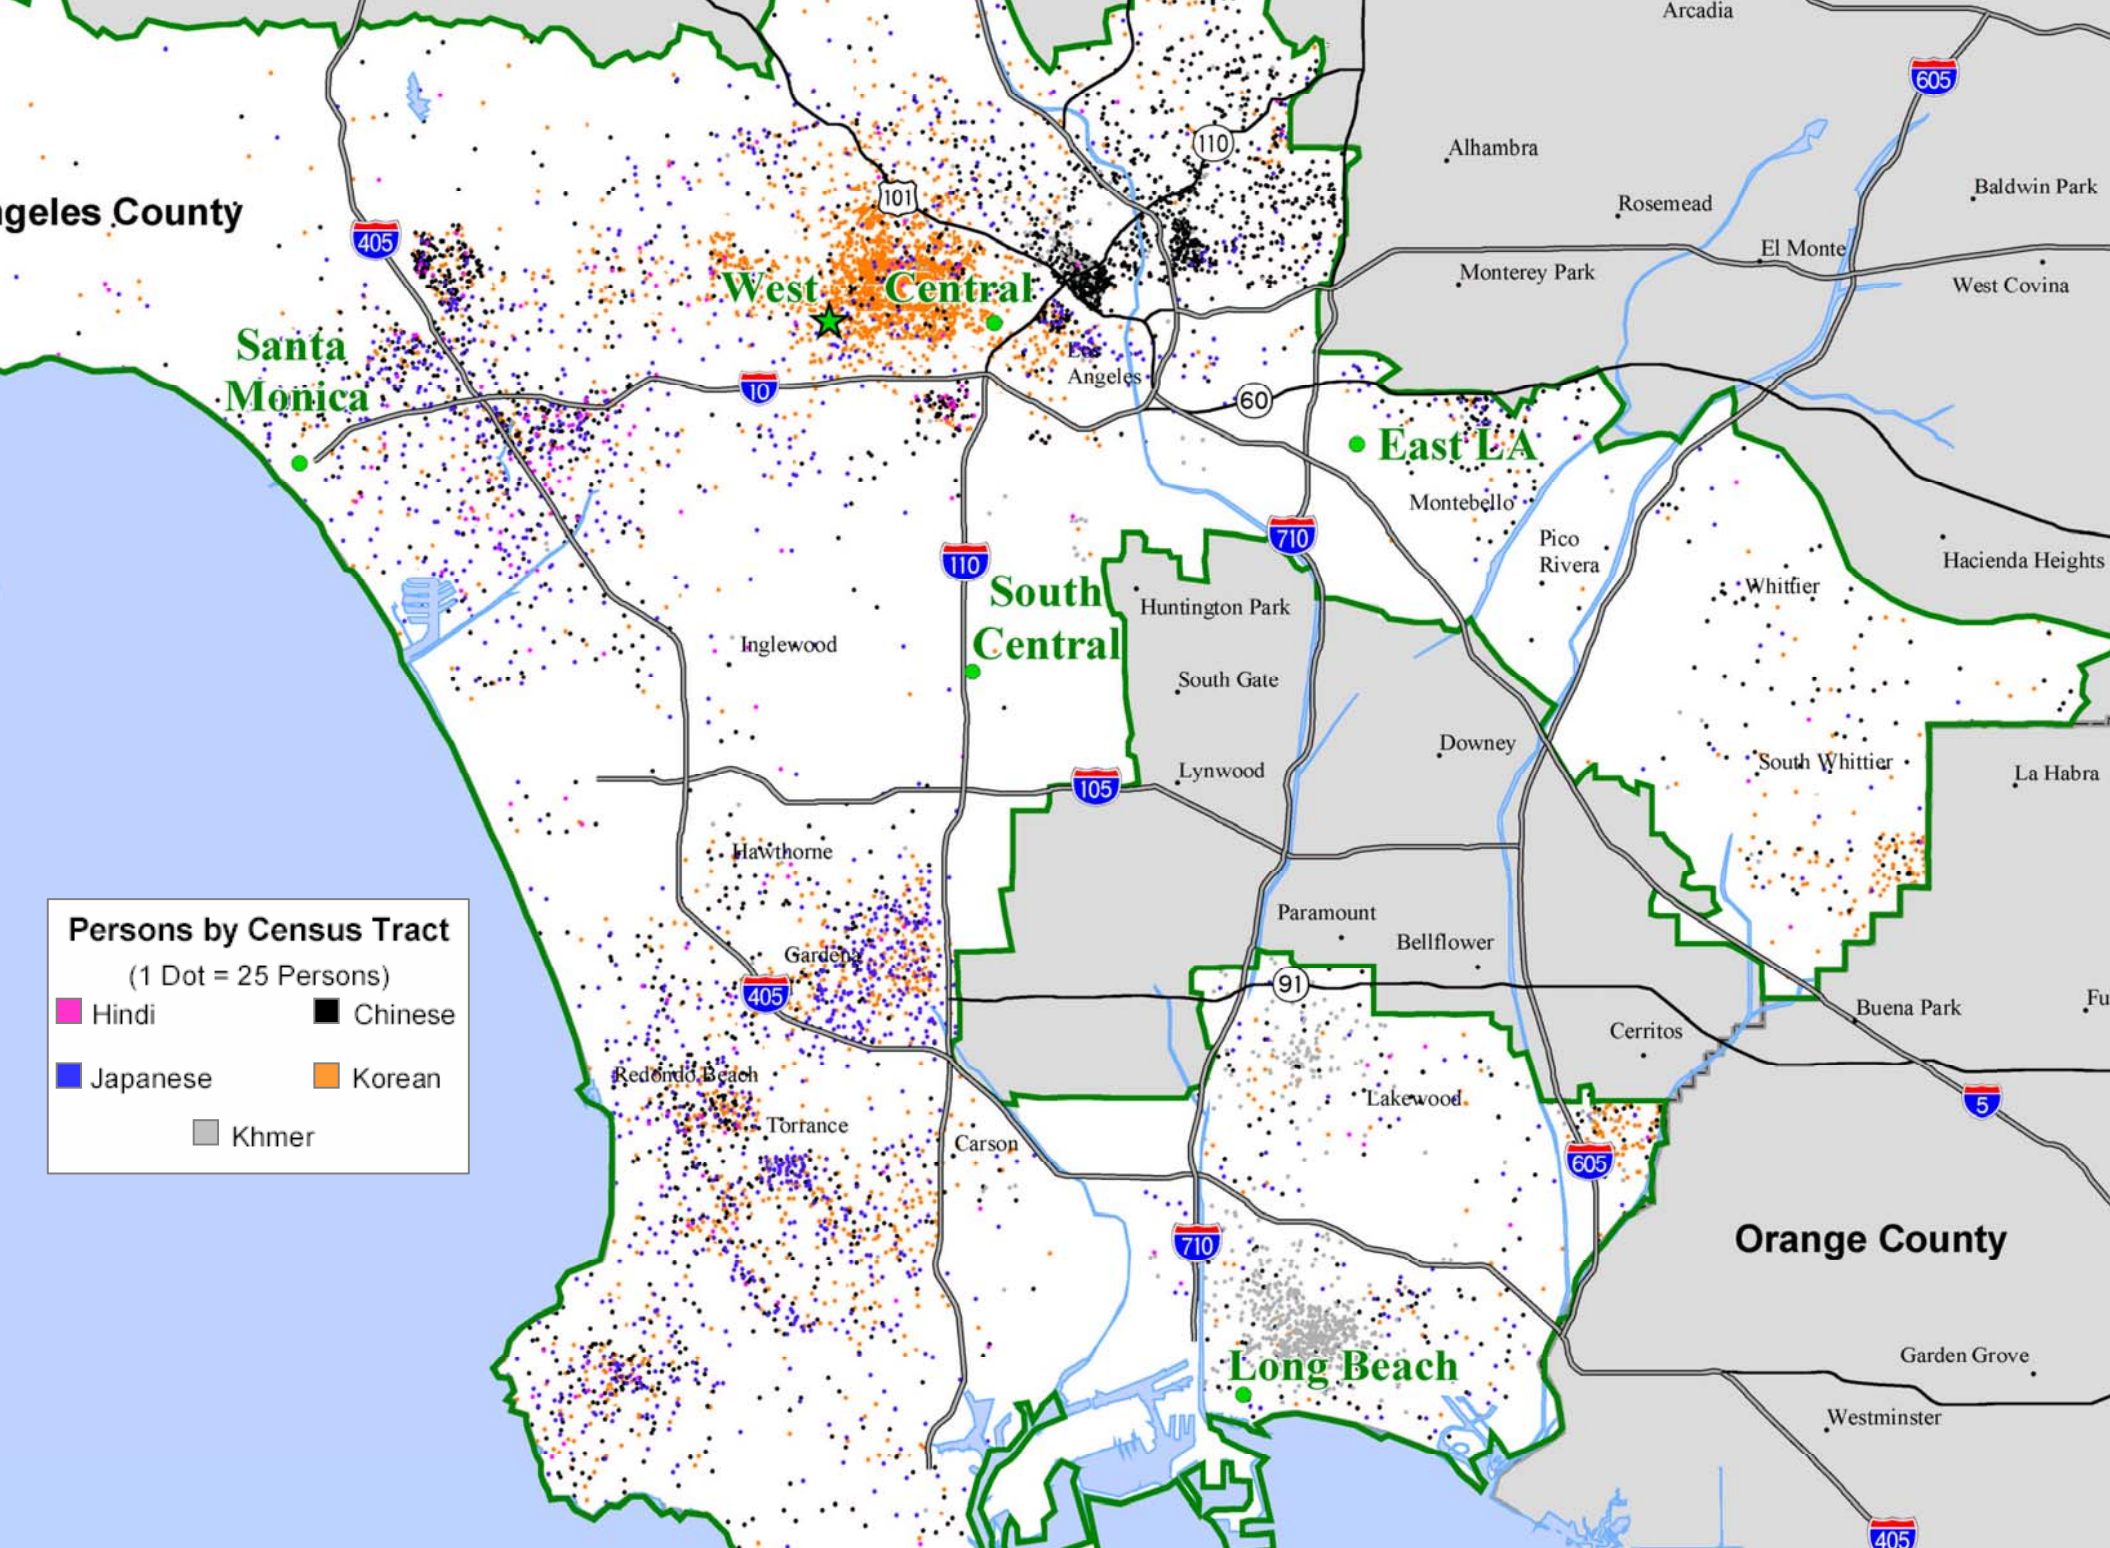 Arcadia
605
110
Alhambra
Baldwin Park
101
Rosemead
geles County
405
El Monte
Monterey Park
West Covina
West Central
Santa
Monica
Los
Angeles
10
60
East LA
Montebello
710
Pico
Rivera
110
Hacienda Heights
South
Central
Huntington Park
Whittier
Inglewood
South Gate
Downey
South Whittier
Lynwood
La Habra
105
Hawthorne
Paramount
Bellflower
Gardena
405
91
Buena Park
Fu
Cerritos
Persons by Census Tract
(1 Dot = 25 Persons)
Hindi Chinese
Japanese Korean
Khmer
Redondo Beach
Lakewood
5
Torrance
Carson
605
710
Orange County
Long Beach
Garden Grove
Westminster
405